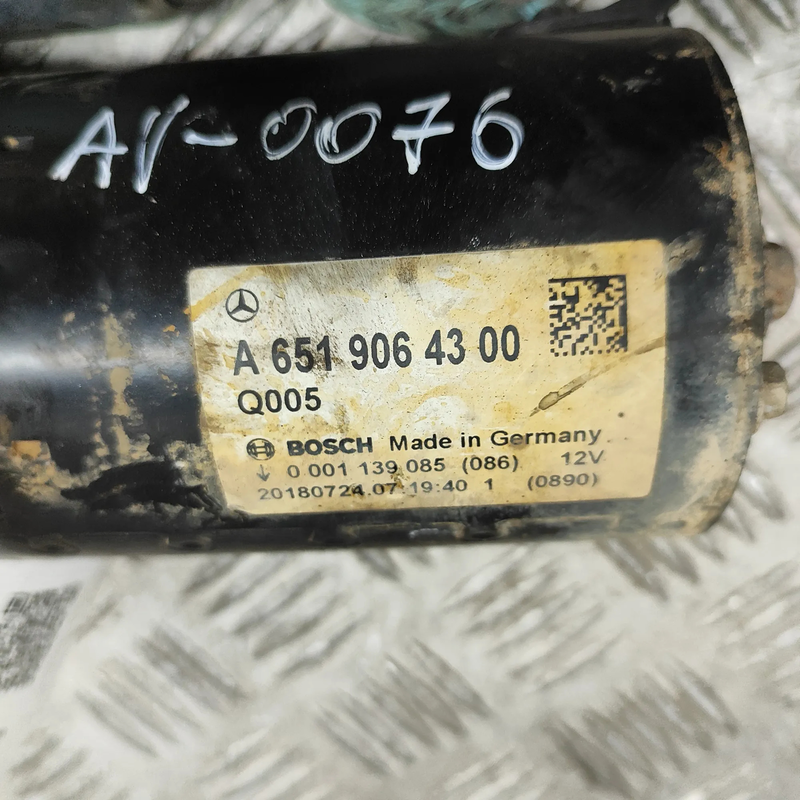 AV-0076
A 651 906 43 00
Q005
BOSCH Made in Germany
0 001 139 085 (086) 12V
20180724.07:19:40 1 (0890)